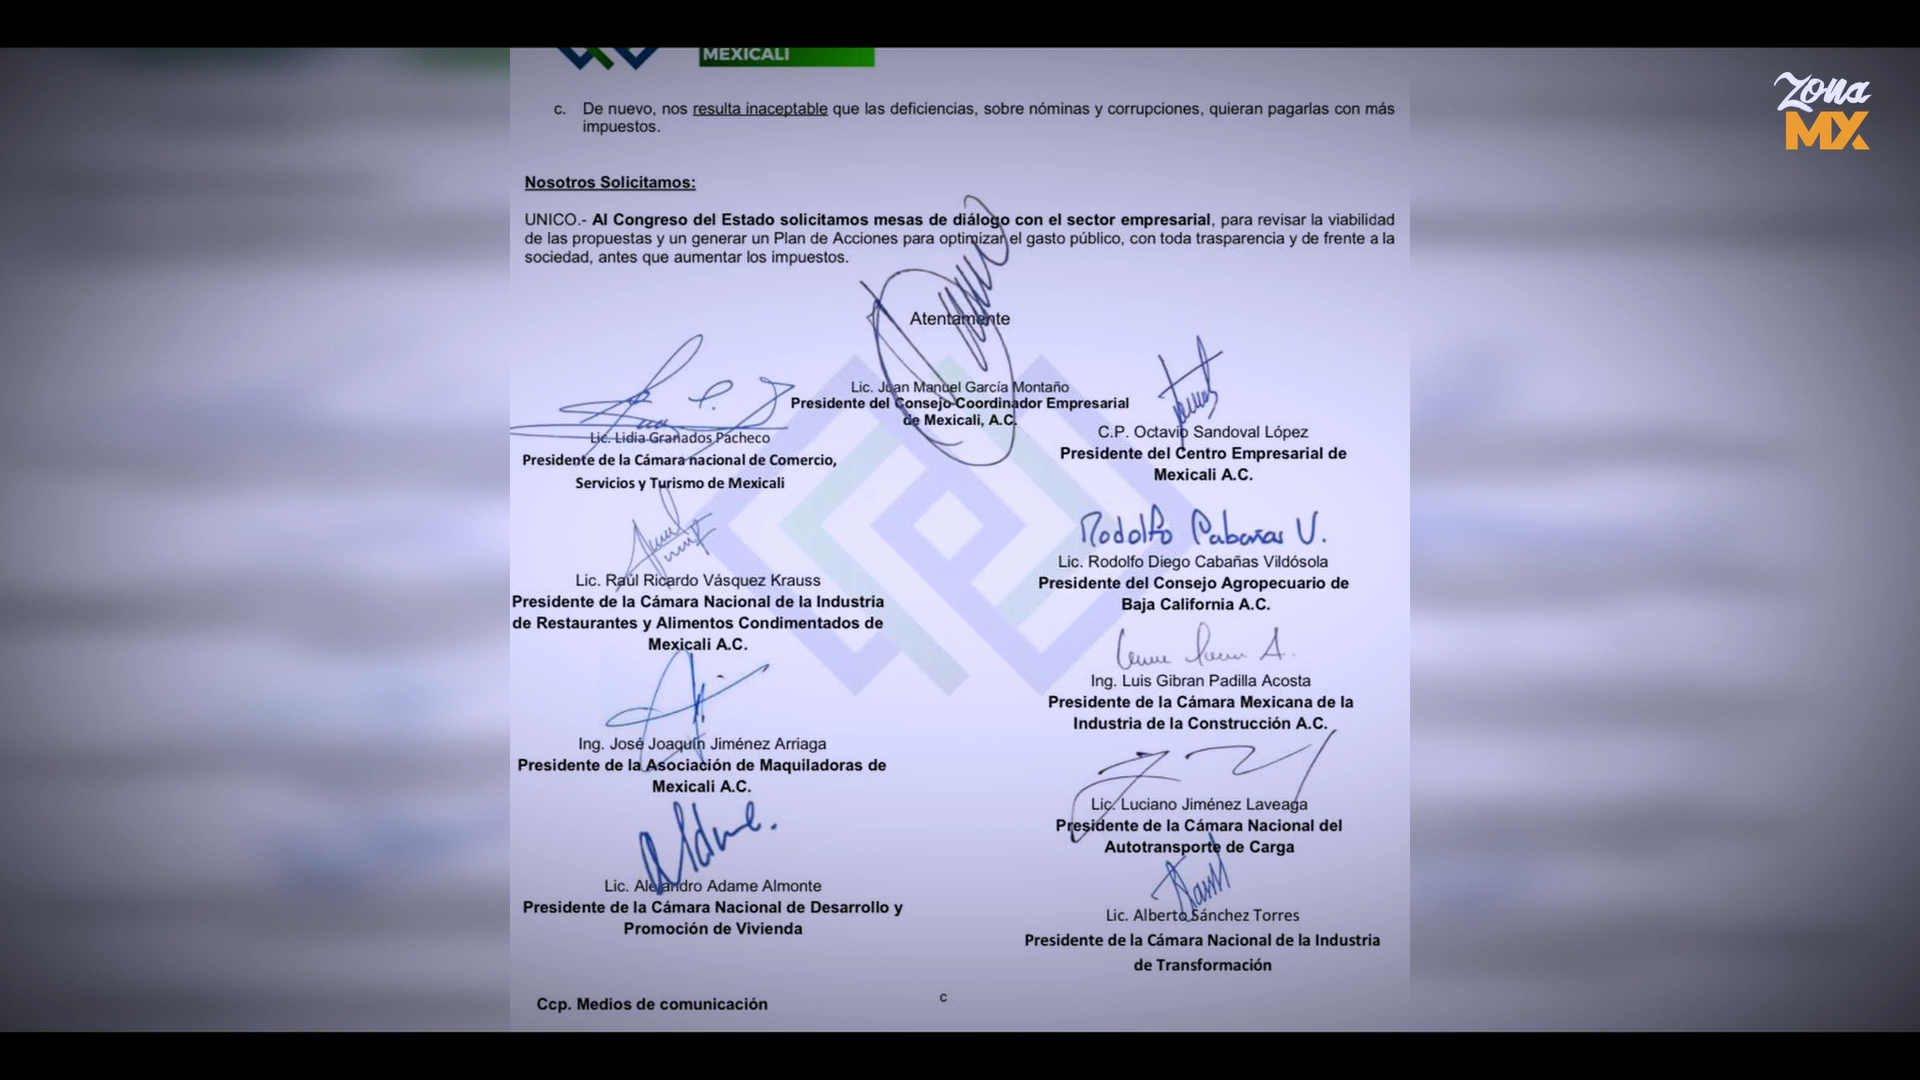 MEXICALI
Zona
MX
c. De nuevo, nos resulta inaceptable que las deficiencias, sobre nóminas y corrupciones, quieran pagarlas con más
impuestos.
Nosotros Solicitamos:
UNICO.- Al Congreso del Estado solicitamos mesas de diálogo con el sector empresarial, para revisar la viabilidad
de las propuestas y un generar un Plan de Acciones para optimizar el gasto público, con toda trasparencia y de frente a la
sociedad, antes que aumentar los impuestos.
Atentamente
Lic. Juan Manuel García Montaño
Presidente del Consejo Coordinador Empresarial
de Mexicali, A.C.
Lic. Lidia Granados Pacheco
Presidente de la Cámara nacional de Comercio,
Servicios y Turismo de Mexicali
C.P. Octavio Sandoval López
Presidente del Centro Empresarial de
Mexicali A.C.
Lic. Raúl Ricardo Vásquez Krauss
Presidente de la Cámara Nacional de la Industria
de Restaurantes y Alimentos Condimentados de
Mexicali A.C.
Rodolfo Cabañas V.
Lic. Rodolfo Diego Cabañas Vildósola
Presidente del Consejo Agropecuario de
Baja California A.C.
Ing. Luis Gibran Padilla Acosta
Presidente de la Cámara Mexicana de la
Industria de la Construcción A.C.
Ing. José Joaquín Jiménez Arriaga
Presidente de la Asociación de Maquiladoras de
Mexicali A.C.
Lic. Luciano Jiménez Laveaga
Presidente de la Cámara Nacional del
Autotransporte de Carga
Lic. Alejandro Adame Almonte
Presidente de la Cámara Nacional de Desarrollo y
Promoción de Vivienda
Lic. Alberto Sánchez Torres
Presidente de la Cámara Nacional de la Industria
de Transformación
Ccp. Medios de comunicación
c